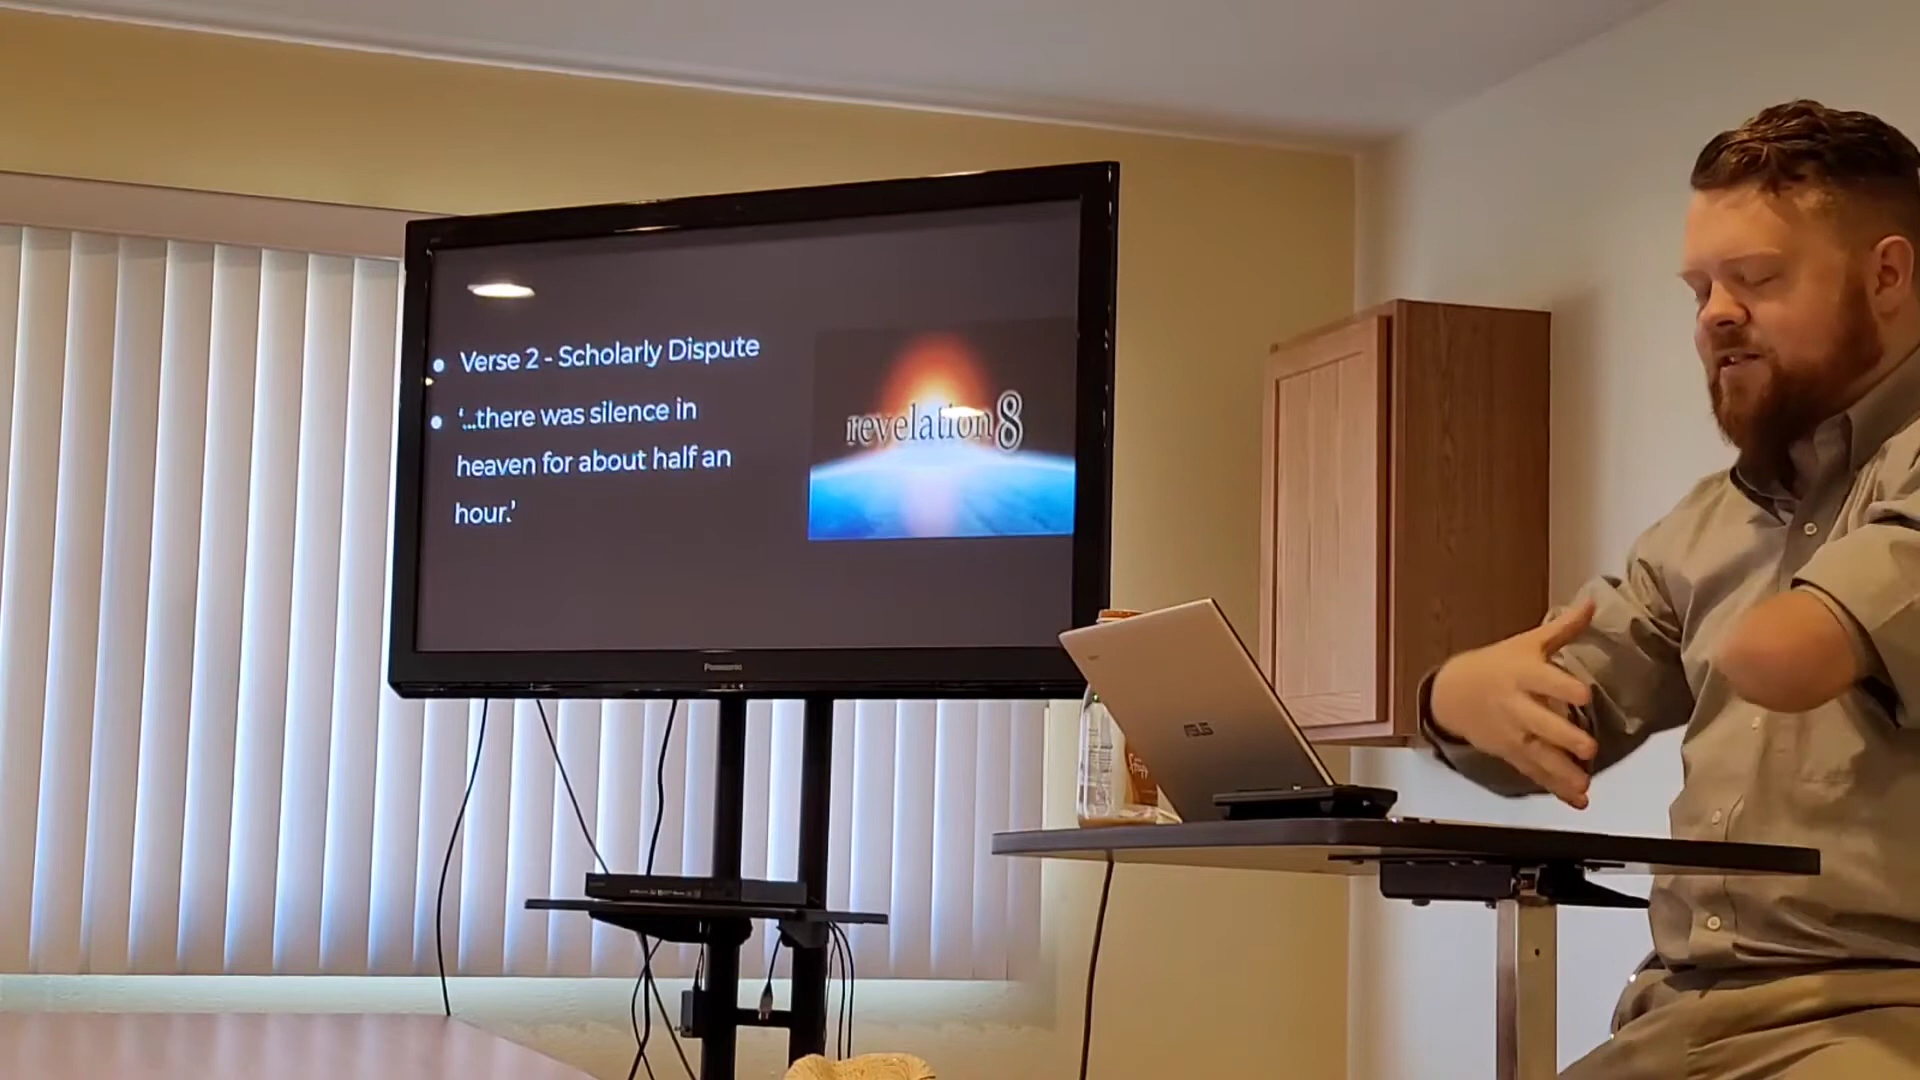 Verse 2 - Scholarly Dispute
‘...there was silence in
heaven for about half an
hour.’
revelation 8
Panasonic
ASUS